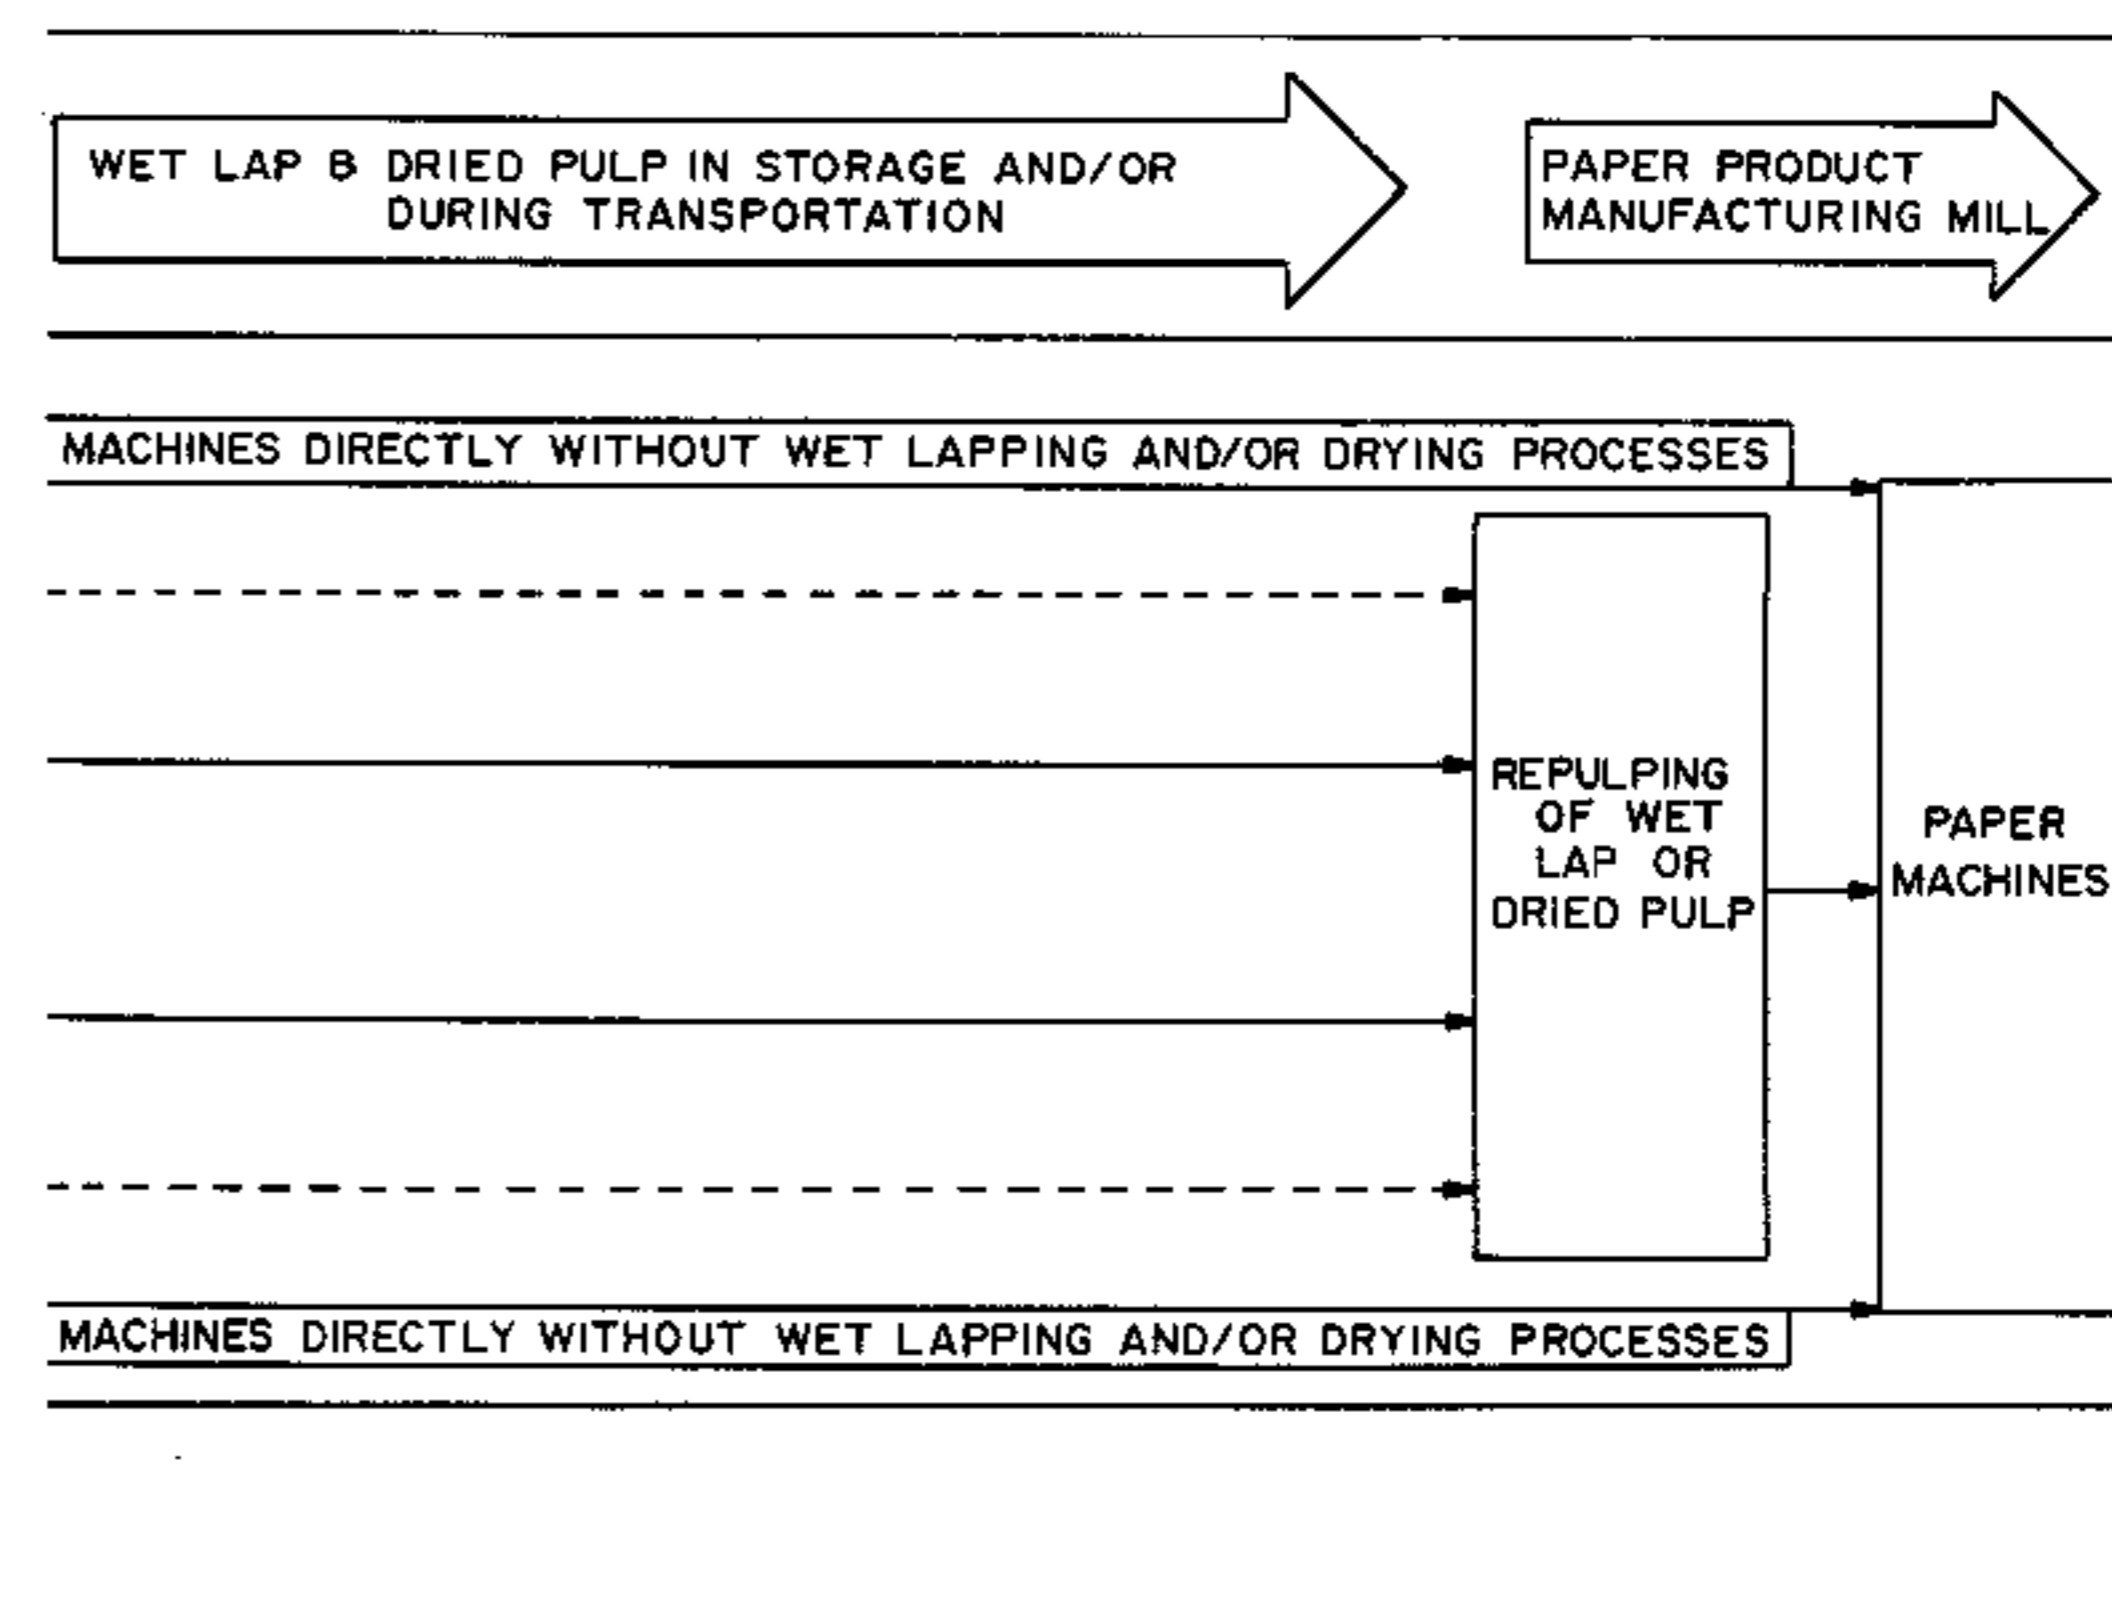 WET LAP & DRIED PULP IN STORAGE AND/OR
DURING TRANSPORTATION
PAPER PRODUCT
MANUFACTURING MILL
MACHINES DIRECTLY WITHOUT WET LAPPING AND/OR DRYING PROCESSES
REPULPING
OF WET
LAP OR
DRIED PULP
PAPER
MACHINES
MACHINES DIRECTLY WITHOUT WET LAPPING AND/OR DRYING PROCESSES